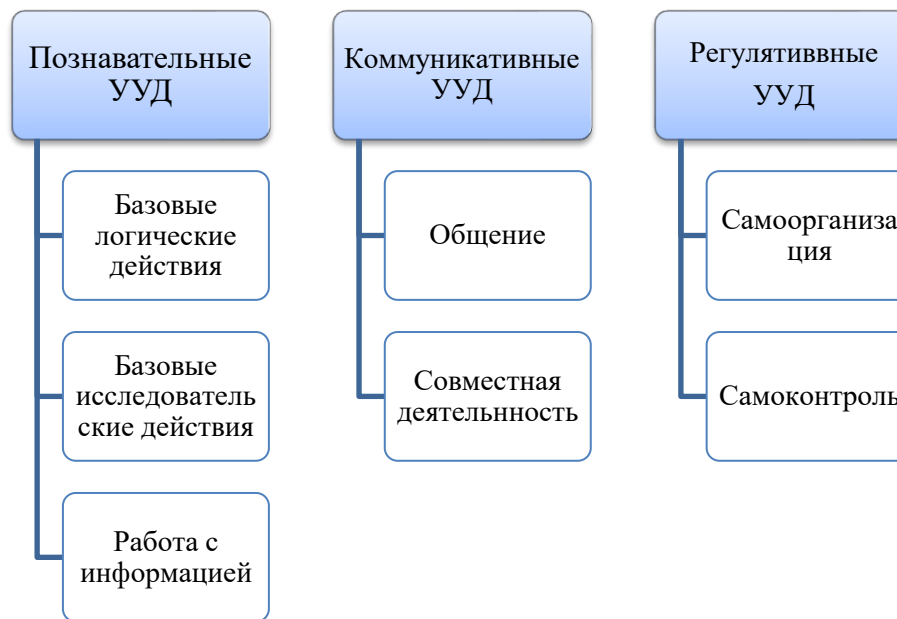 Познавательные
УУД
Базовые
логические
действия
Базовые
исследователь
ские действия
Работа с
информацией
Коммуникативные
УУД
Общение
Совместная
деятельнность
Регулятиввные
УУД
Самоорганиза
ция
Самоконтроль